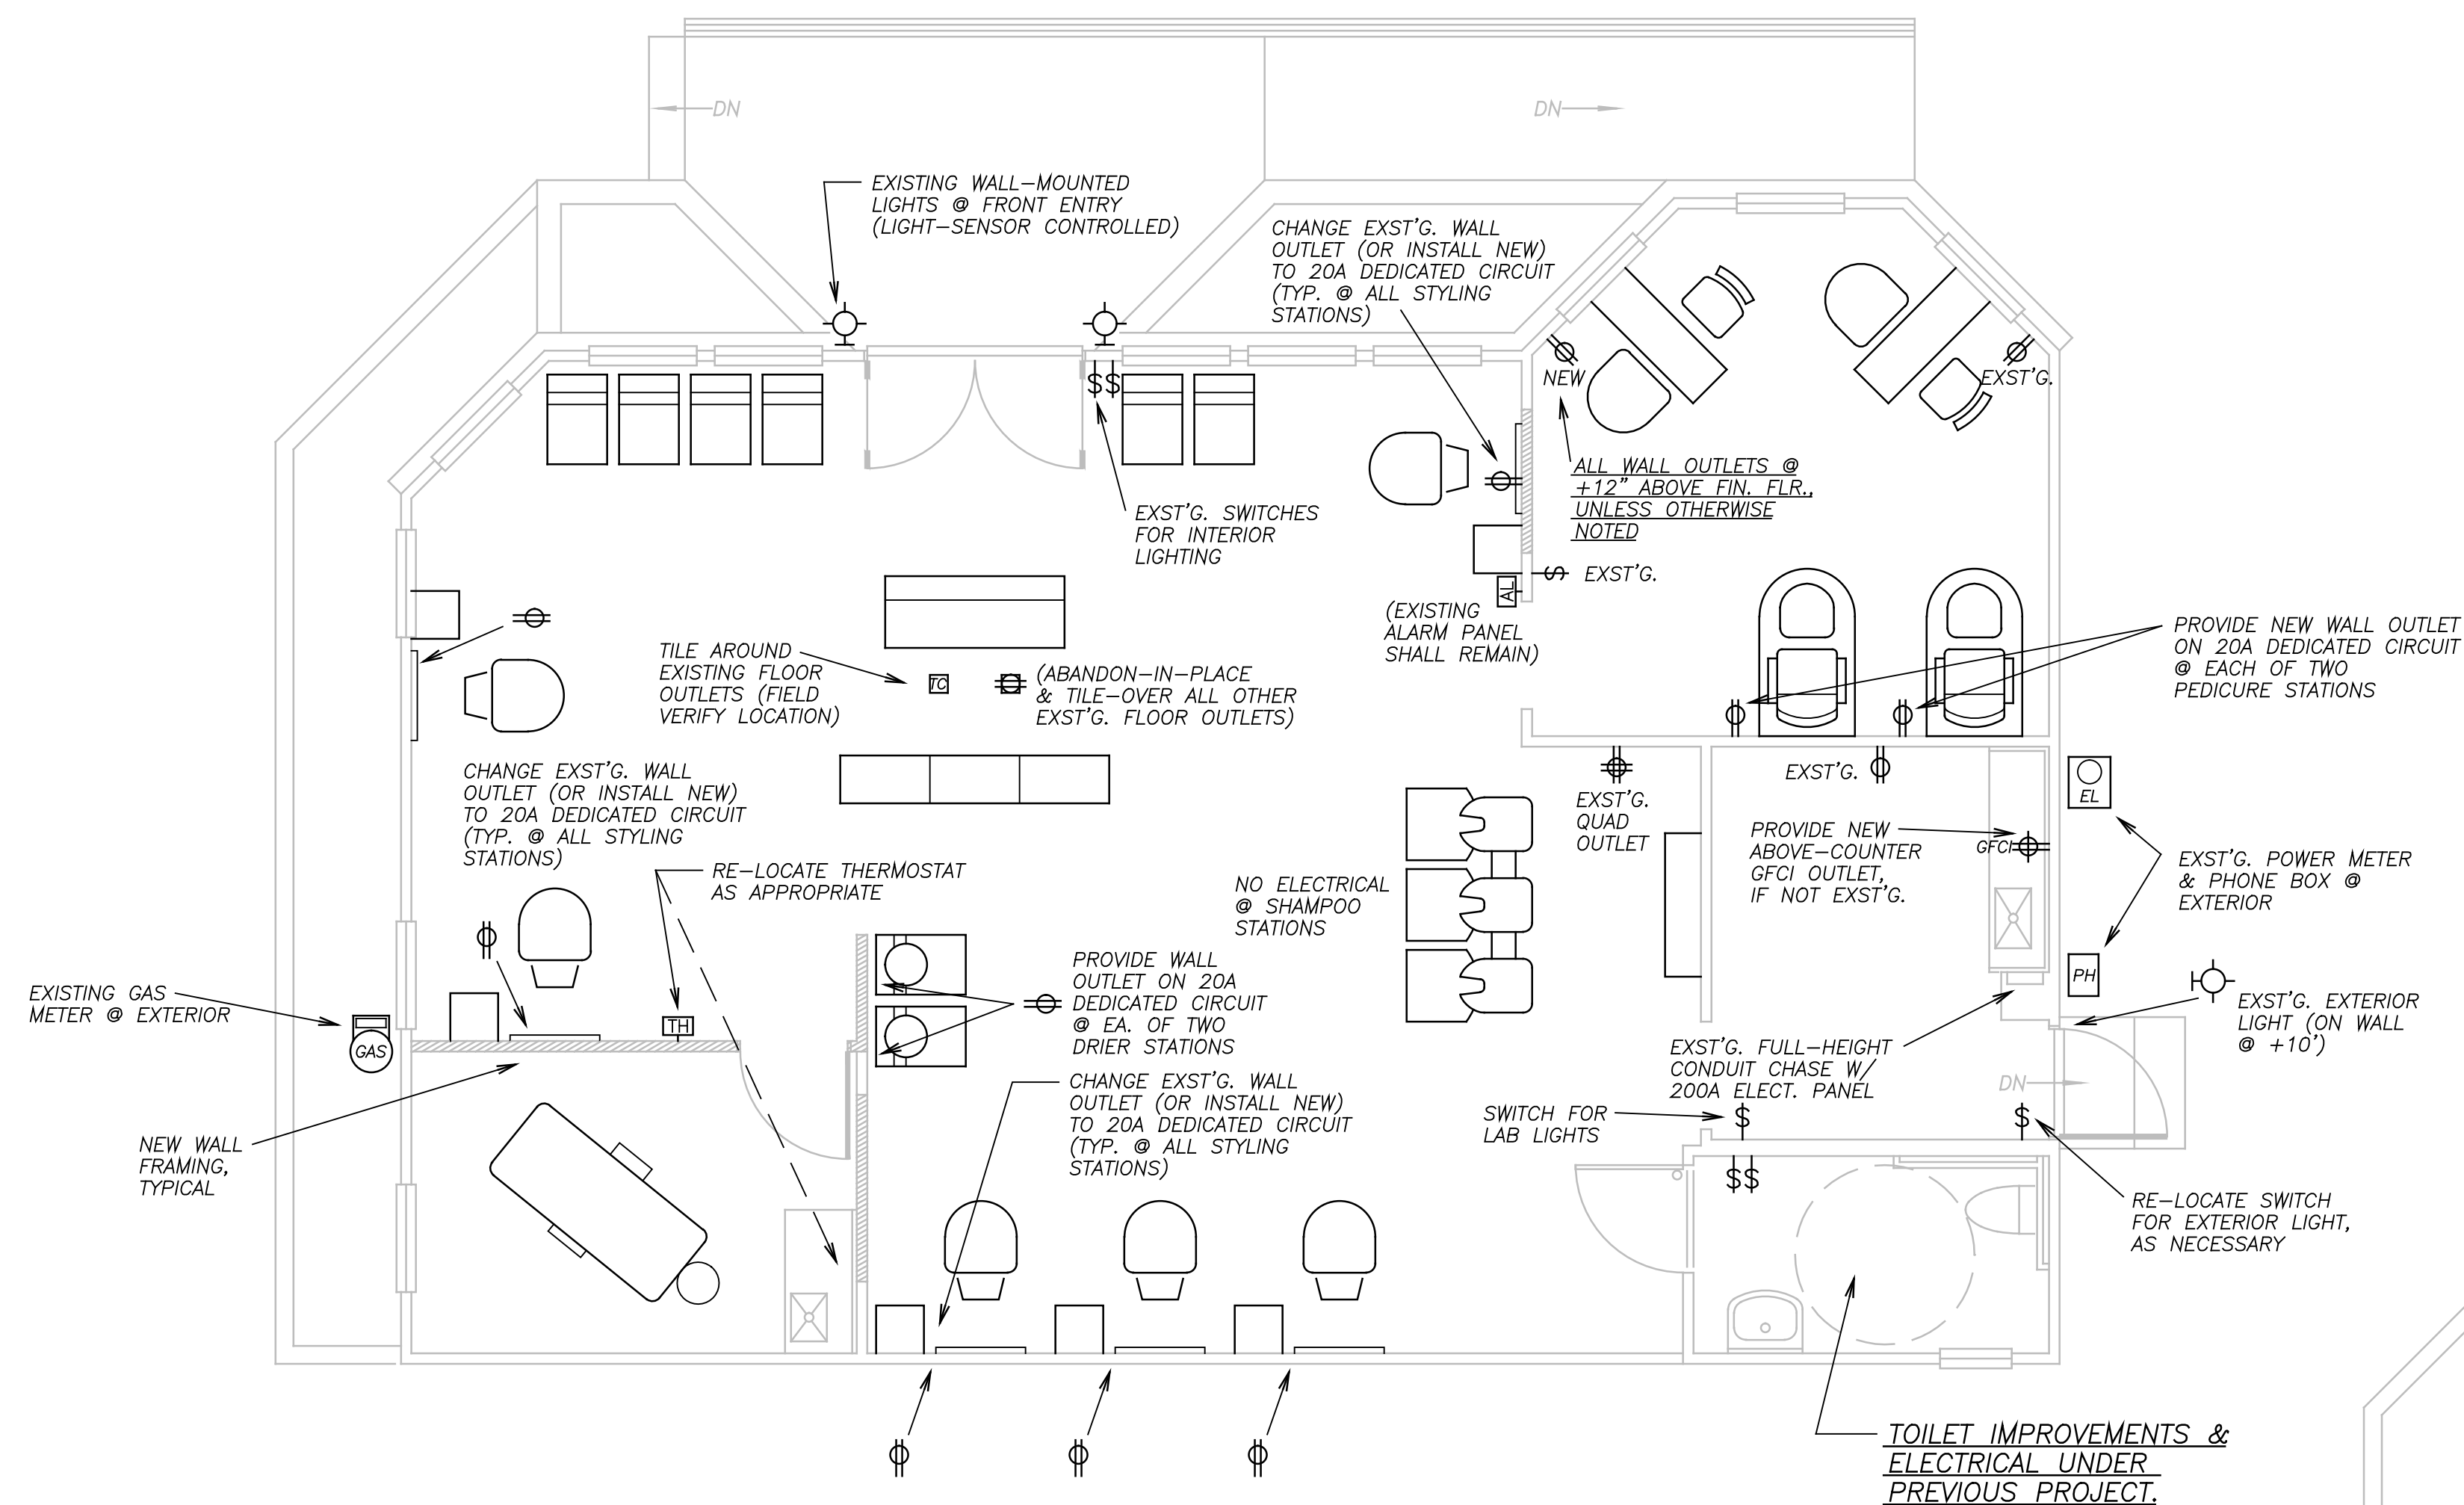 DN
DN
EXISTING WALL-MOUNTED
LIGHTS @ FRONT ENTRY
(LIGHT-SENSOR CONTROLLED)
CHANGE EXST'G. WALL
OUTLET (OR INSTALL NEW)
TO 20A DEDICATED CIRCUIT
(TYP. @ ALL STYLING
STATIONS)
NEW
EXST'G.
$$
ALL WALL OUTLETS @
+12" ABOVE FIN. FLR.,
UNLESS OTHERWISE
NOTED
EXST'G. SWITCHES
FOR INTERIOR
LIGHTING
$ EXST'G.
AL
(EXISTING
ALARM PANEL
SHALL REMAIN)
PROVIDE NEW WALL OUTLET
ON 20A DEDICATED CIRCUIT
@ EACH OF TWO
PEDICURE STATIONS
TILE AROUND
EXISTING FLOOR
OUTLETS (FIELD
VERIFY LOCATION)
TC
(ABANDON-IN-PLACE
& TILE-OVER ALL OTHER
EXST'G. FLOOR OUTLETS)
CHANGE EXST'G. WALL
OUTLET (OR INSTALL NEW)
TO 20A DEDICATED CIRCUIT
(TYP. @ ALL STYLING
STATIONS)
EXST'G.
QUAD
OUTLET
EXST'G.
EL
PROVIDE NEW
ABOVE-COUNTER
GFCI OUTLET,
IF NOT EXST'G.
GFCI
EXST'G. POWER METER
& PHONE BOX @
EXTERIOR
RE-LOCATE THERMOSTAT
AS APPROPRIATE
NO ELECTRICAL
@ SHAMPOO
STATIONS
PROVIDE WALL
OUTLET ON 20A
DEDICATED CIRCUIT
@ EA. OF TWO
DRIER STATIONS
PH
EXISTING GAS
METER @ EXTERIOR
GAS
TH
EXST'G. EXTERIOR
LIGHT (ON WALL
@ +10')
EXST'G. FULL-HEIGHT
CONDUIT CHASE W/
200A ELECT. PANEL
DN
CHANGE EXST'G. WALL
OUTLET (OR INSTALL NEW)
TO 20A DEDICATED CIRCUIT
(TYP. @ ALL STYLING
STATIONS)
SWITCH FOR
LAB LIGHTS
$
$
$$
NEW WALL
FRAMING,
TYPICAL
RE-LOCATE SWITCH
FOR EXTERIOR LIGHT,
AS NECESSARY
TOILET IMPROVEMENTS &
ELECTRICAL UNDER
PREVIOUS PROJECT.